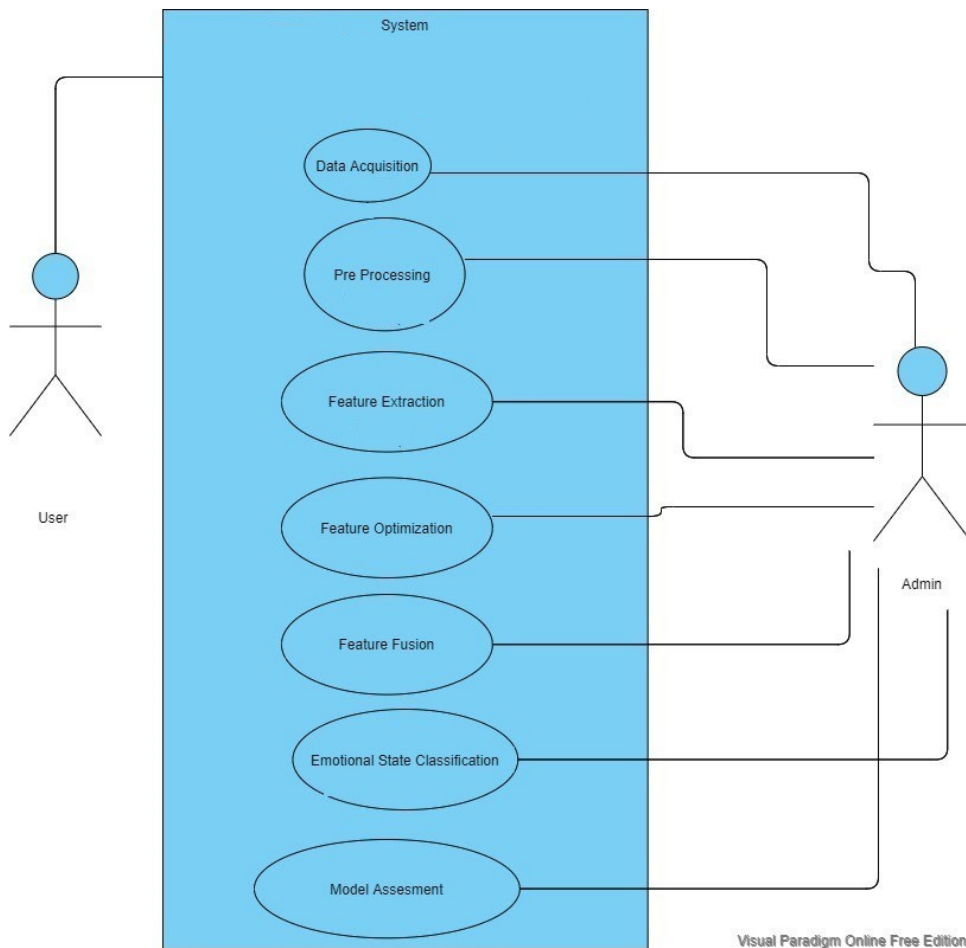 System
Data Acquisition
Pre Processing
Feature Extraction
Feature Optimization
User
Admin
Feature Fusion
Emotional State Classification
Model Assesment
Visual Paradigm Online Free Edition